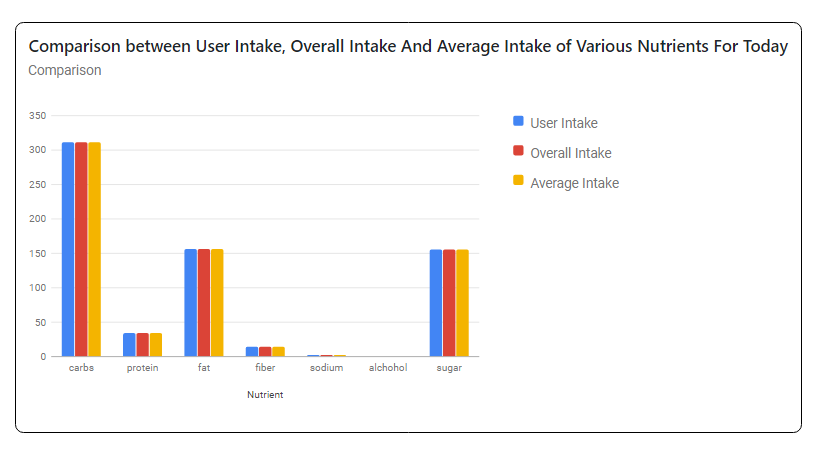 Comparison between User Intake, Overall Intake And Average Intake of Various Nutrients For Today
Comparison
User Intake
Overall Intake
Average Intake
350
300
250
200
150
100
50
0
carbs protein fat fiber sodium alchohol sugar
Nutrient